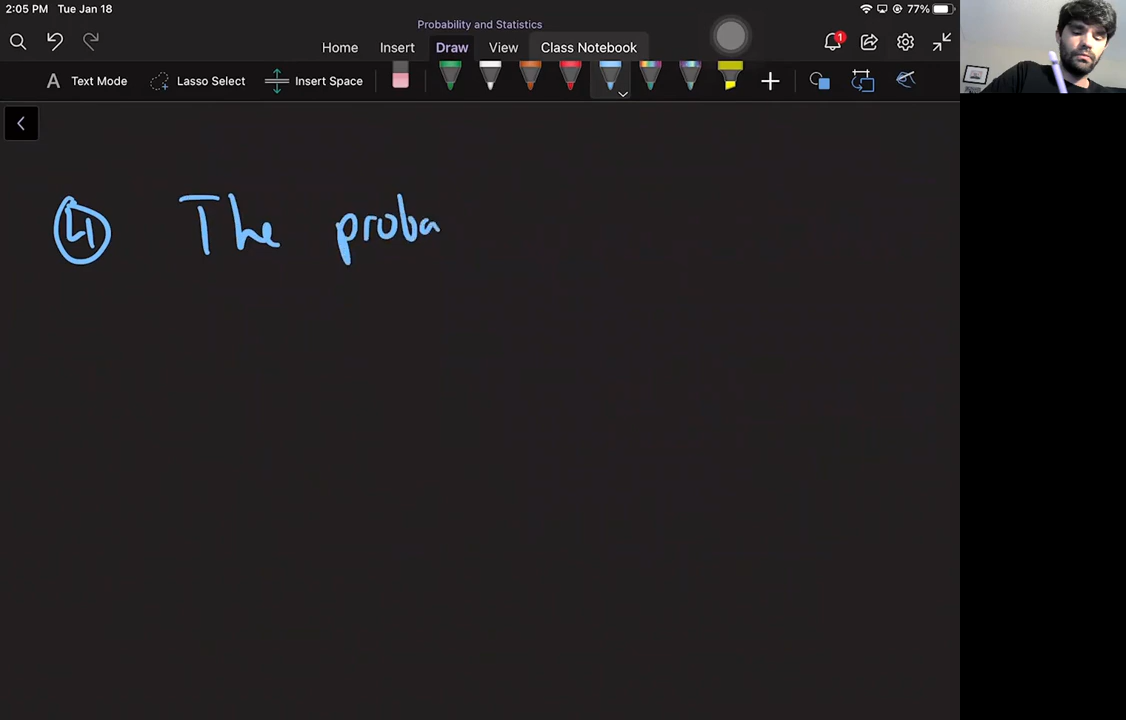 2:05 PM Tue Jan 18
77%
Probability and Statistics
Home Insert Draw View Class Notebook
1
A Text Mode Lasso Select Insert Space
4 The proba